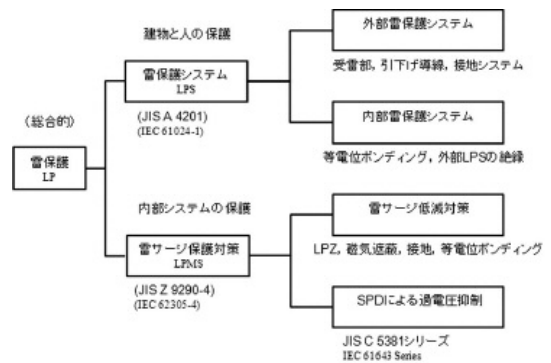 建物と人の保護
外部雷保護システム
受雷部, 引下げ導線, 接地システム
雷保護システム
LPS
(JIS A 4201)
(IEC 61024-1)
内部雷保護システム
等電位ボンディング, 外部LPSの絶縁
(総合的)
雷保護
LP
内部システムの保護
雷サージ低減対策
LPZ, 磁気遮蔽, 接地, 等電位ボンディング
雷サージ保護対策
LPMS
(JIS Z 9290-4)
(IEC 62305-4)
SPDによる過電圧抑制
JIS C 5381シリーズ
IEC 61643 Series